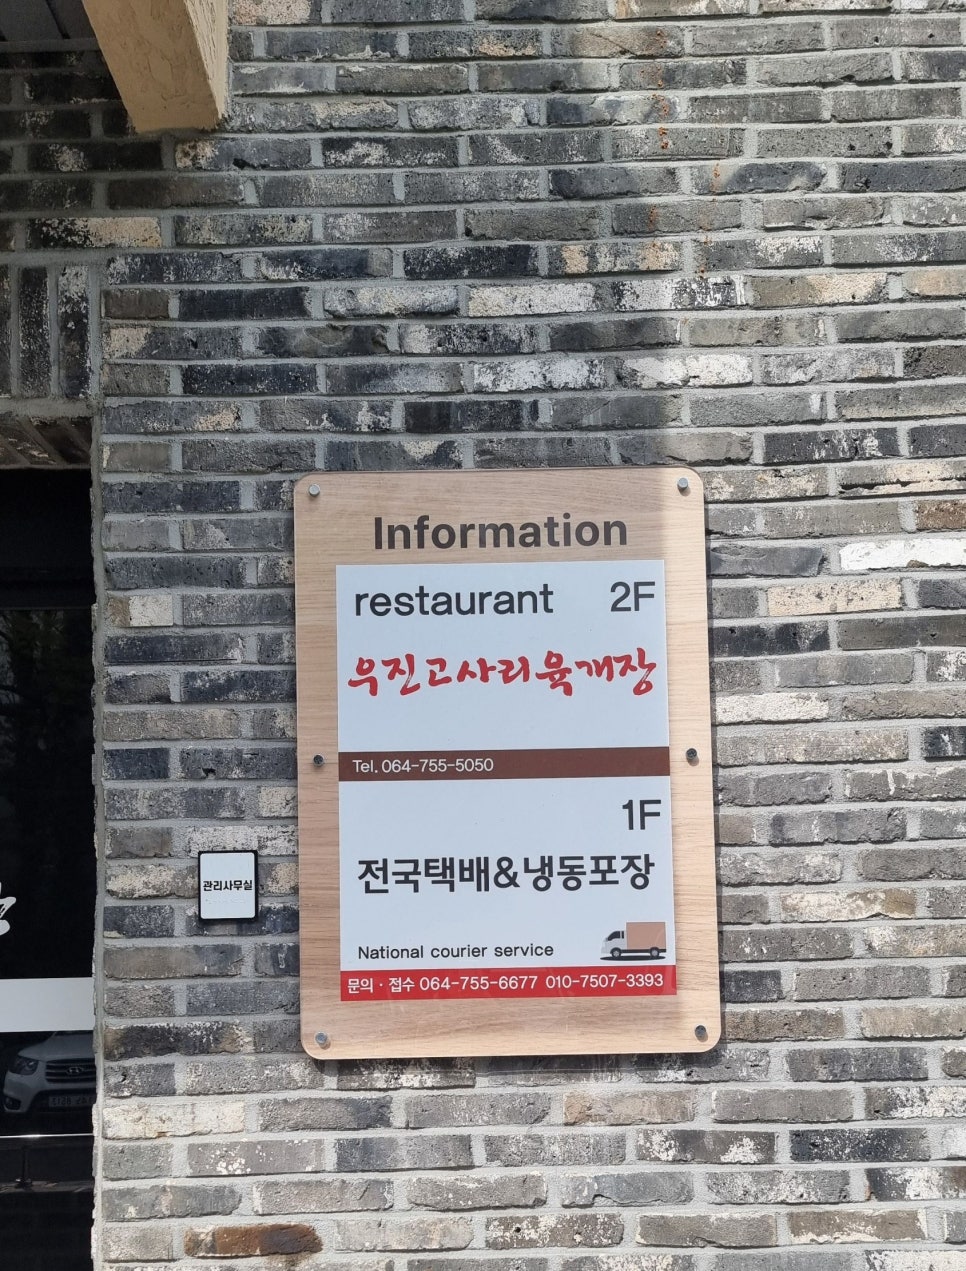 Information
restaurant 2F
우진고사리육개장
Tel. 064-755-5050
1F
전국택배&냉동포장
National courier service
문의 · 접수 064-755-6677 010-7507-3393
관리사무실